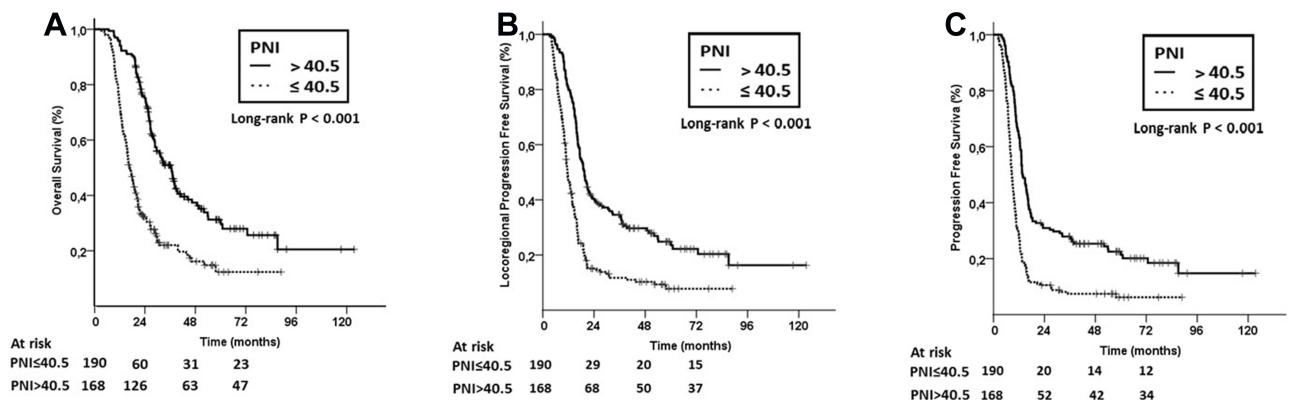 A
PNI
> 40.5
≤ 40.5
Long-rank P < 0.001
Overall Survival (%)
1,0
0,8
0,6
0,4
0,2
0 24 48 72 96 120
Time (months)
At risk
PNI≤40.5 190 60 31 23
PNI>40.5 168 126 63 47
B
PNI
> 40.5
≤ 40.5
Long-rank P < 0.001
Locoregional Progression Free Survival (%)
1,0
0,8
0,6
0,4
0,2
0 24 48 72 96 120
Time (months)
At risk
PNI≤40.5 190 29 20 15
PNI>40.5 168 68 50 37
C
PNI
> 40.5
≤ 40.5
Long-rank P < 0.001
Progression Free Surviva (%)
1,0
0,8
0,6
0,4
0,2
0 24 48 72 96 120
Time (months)
At risk
PNI≤40.5 190 20 14 12
PNI>40.5 168 52 42 34